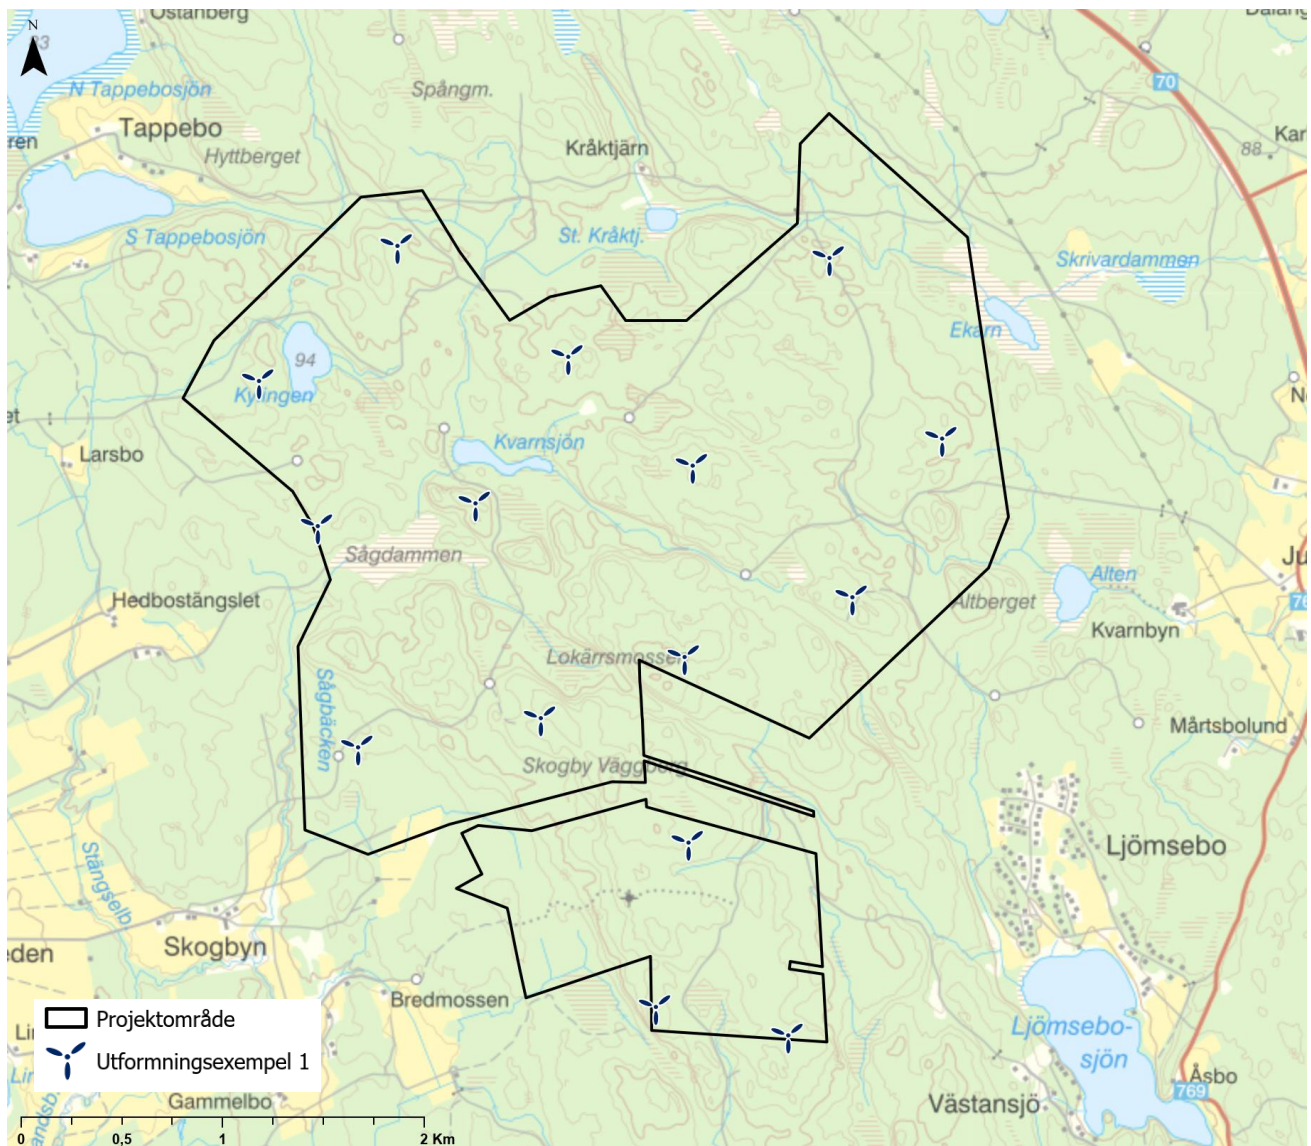 N
Östanberg
70
N Tappebosjön
Spångm.
Tappebo
Kråktjärn
Hyttberget
88
S Tappebosjön
St. Kråktj.
Skrivardammen
Ekarn
94
Kylingen
Larsbo
Kvarnsjön
Sågdammen
Alten
Hedbostängslet
Altberget
Kvarnbyn
Lokärrsmossen
Sågbäcken
Mårtsbolund
Skogby Väggberg
Ljömsebo
Stängselb.
Skogbyn
Bredmossen
Projektområde
Ljömsebo-
sjön
Utformningsexempel 1
Åsbo
769
Gammelbo
Västansjö
0 0,5 1 2 Km